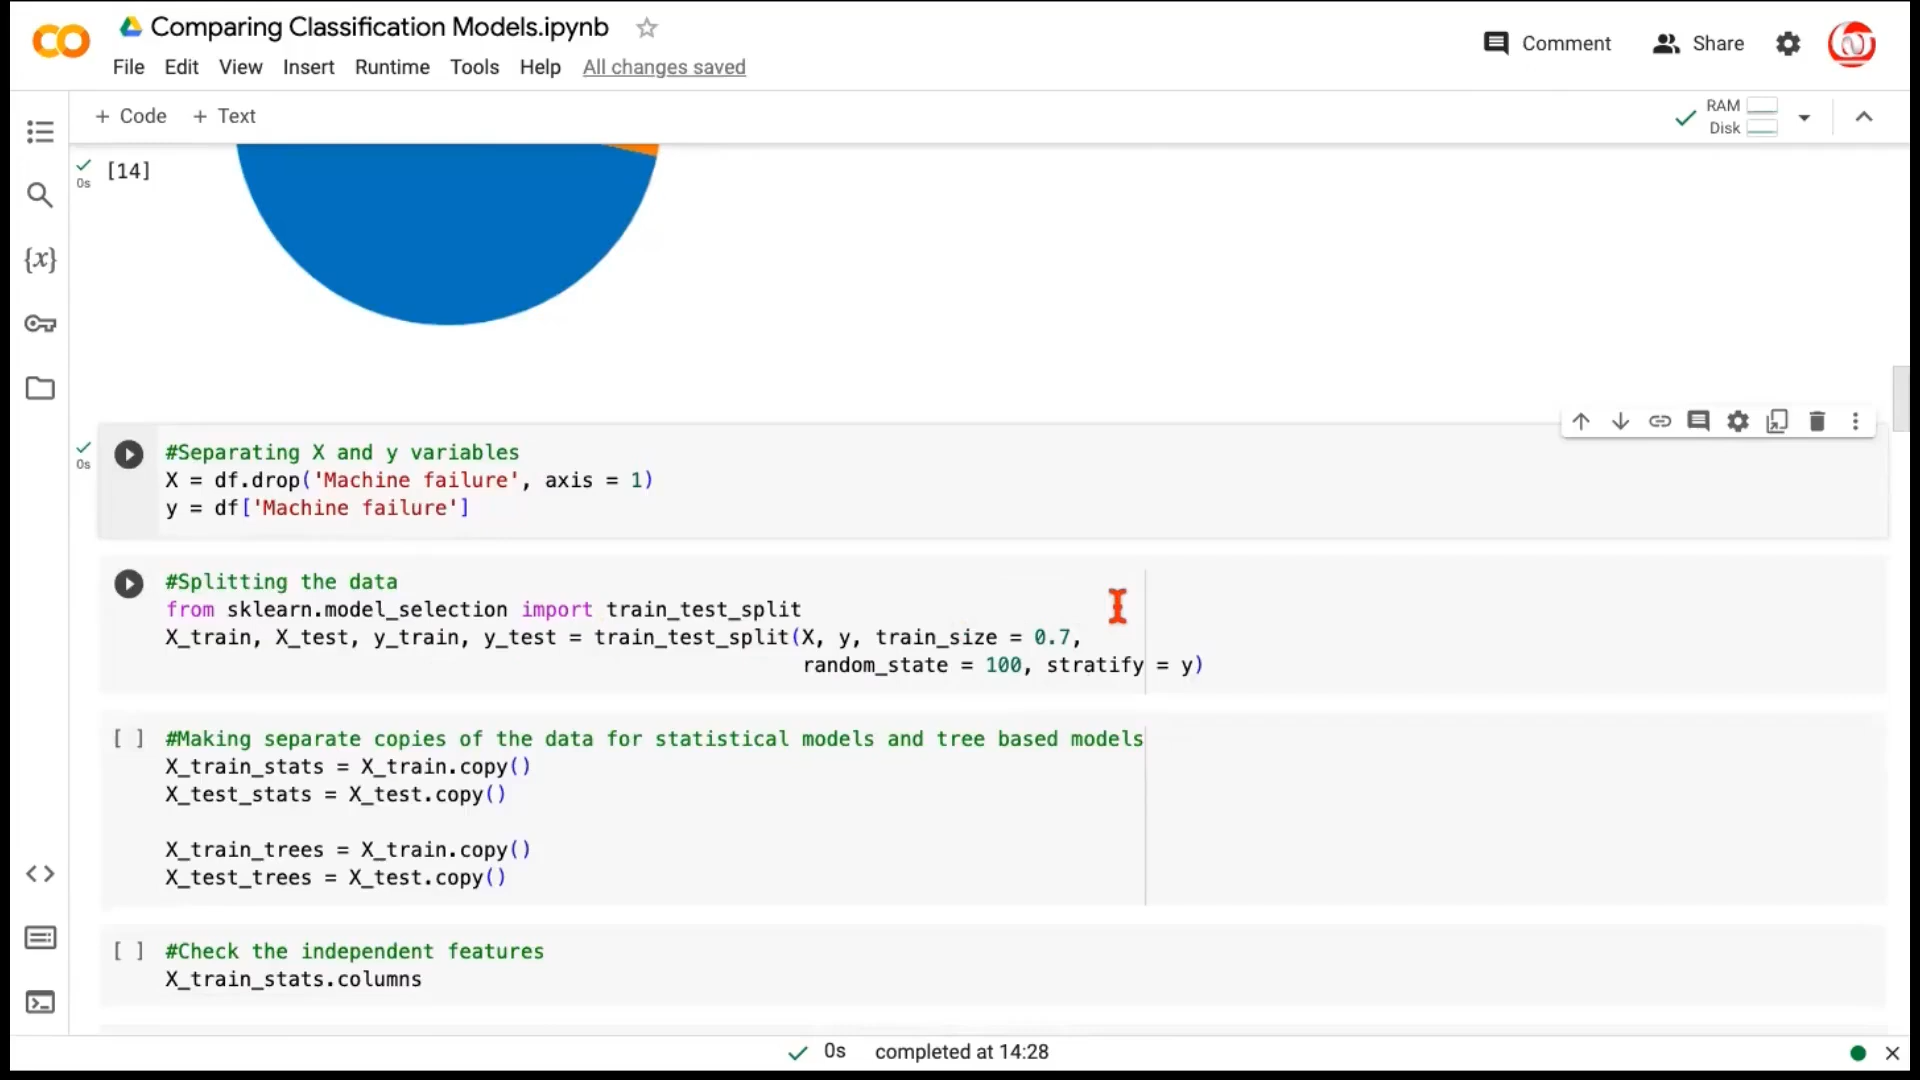 Comparing Classification Models.ipynb
File Edit View Insert Runtime Tools Help All changes saved
Comment Share
+ Code + Text
RAM
Disk
0s [14]
{x}
0s
#Separating X and y variables
X = df.drop('Machine failure', axis = 1)
y = df['Machine failure']
#Splitting the data
from sklearn.model_selection import train_test_split
X_train, X_test, y_train, y_test = train_test_split(X, y, train_size = 0.7,
random_state = 100, stratify = y)
[ ] #Making separate copies of the data for statistical models and tree based models
X_train_stats = X_train.copy()
X_test_stats = X_test.copy()
X_train_trees = X_train.copy()
X_test_trees = X_test.copy()
[ ] #Check the independent features
X_train_stats.columns
0s completed at 14:28